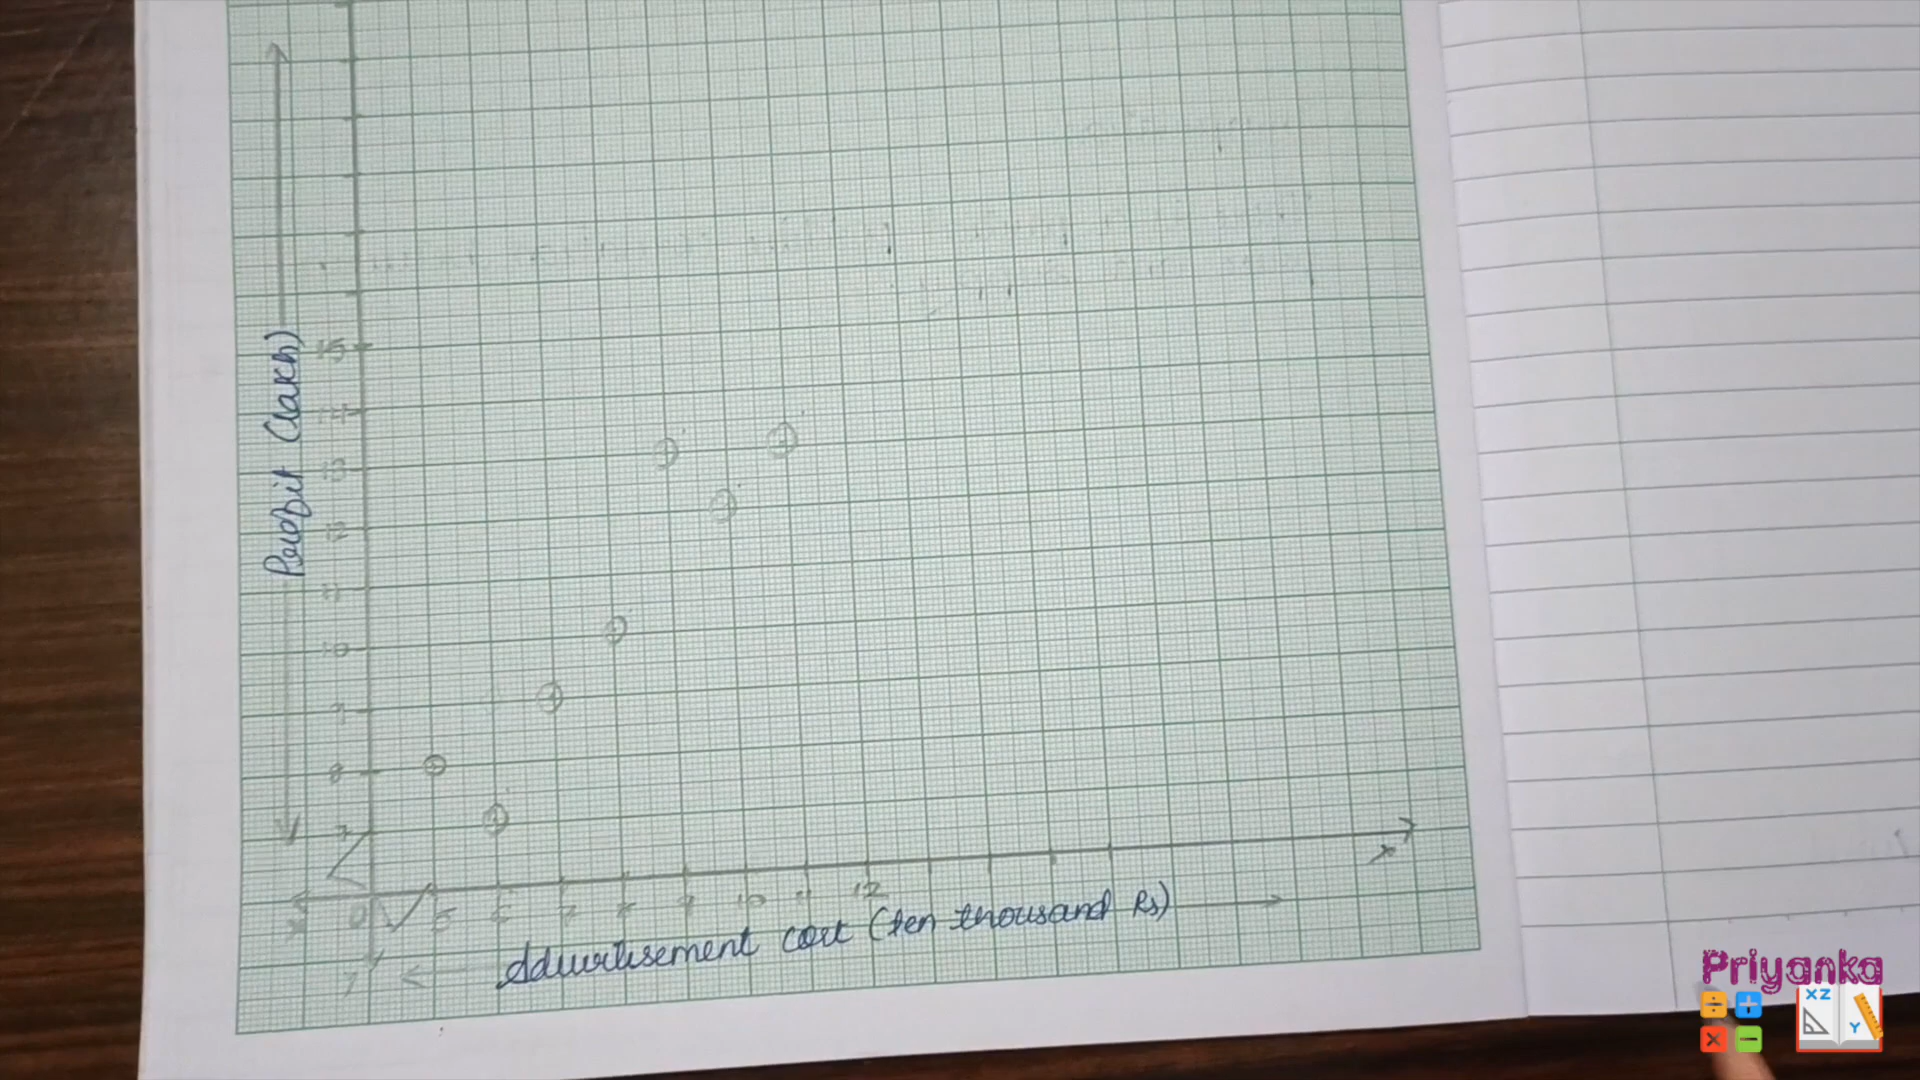 15
14
Profit (lakh)
13
12
11
10
9
8
7
12
0 5 6 7 8 9 10 11
Advertisement cost (ten thousand Rs)
x
Priyanka
XZ
Y